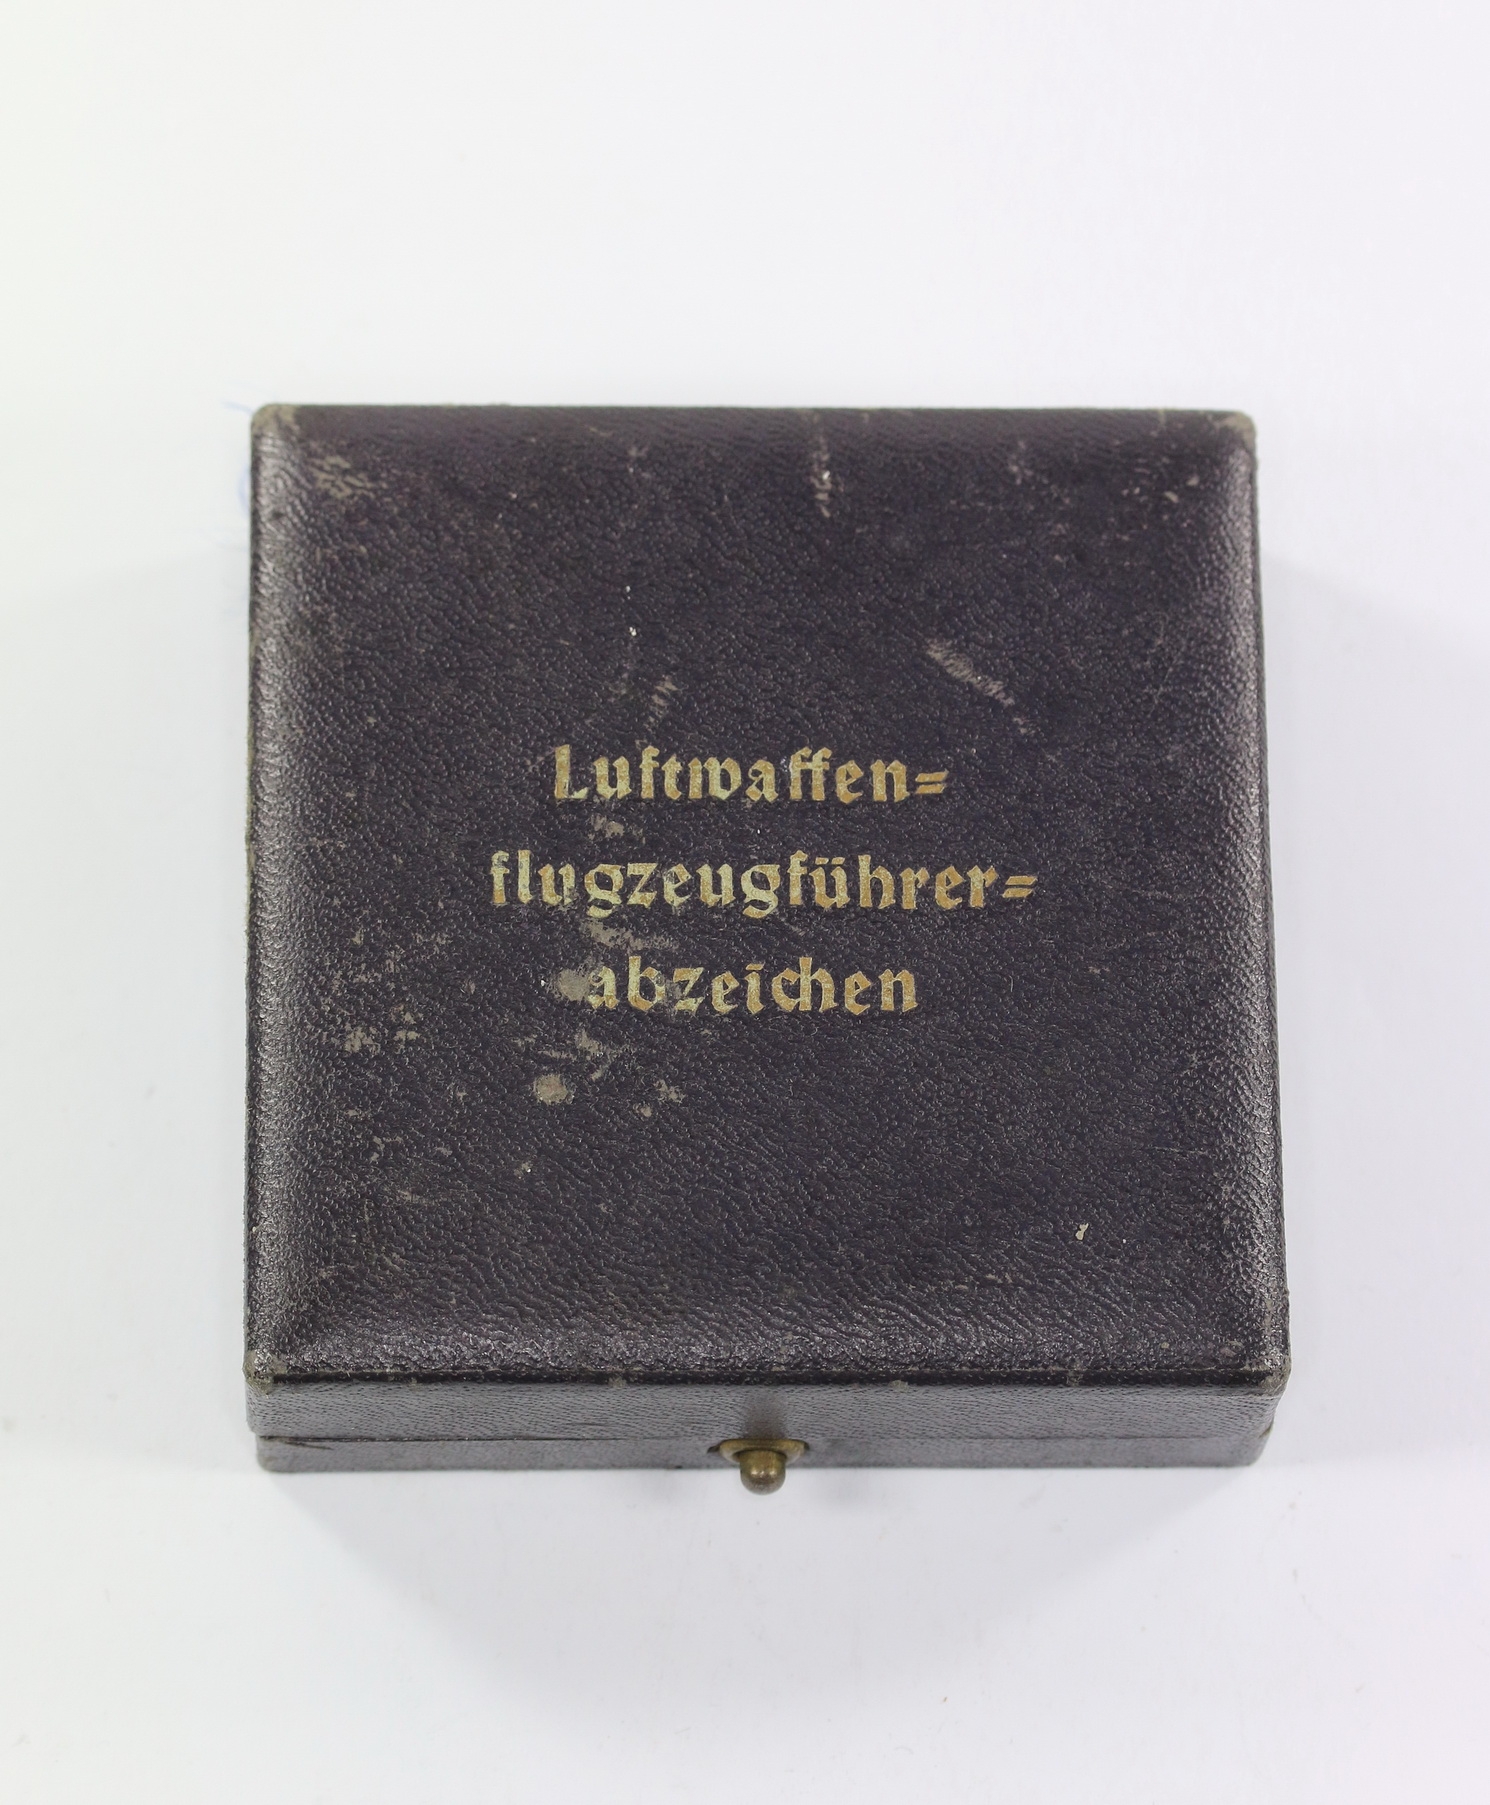 Luftwaffen=
flugzeugführer=
abzeichen